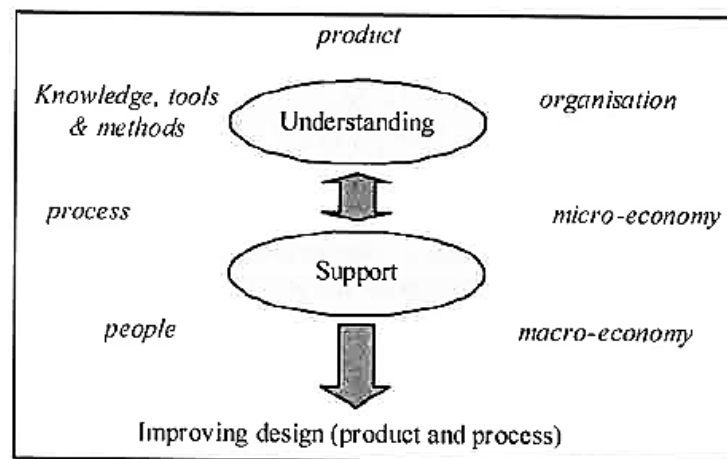 product
Knowledge, tools
& methods
Understanding
organisation
process
micro-economy
Support
people
macro-economy
Improving design (product and process)